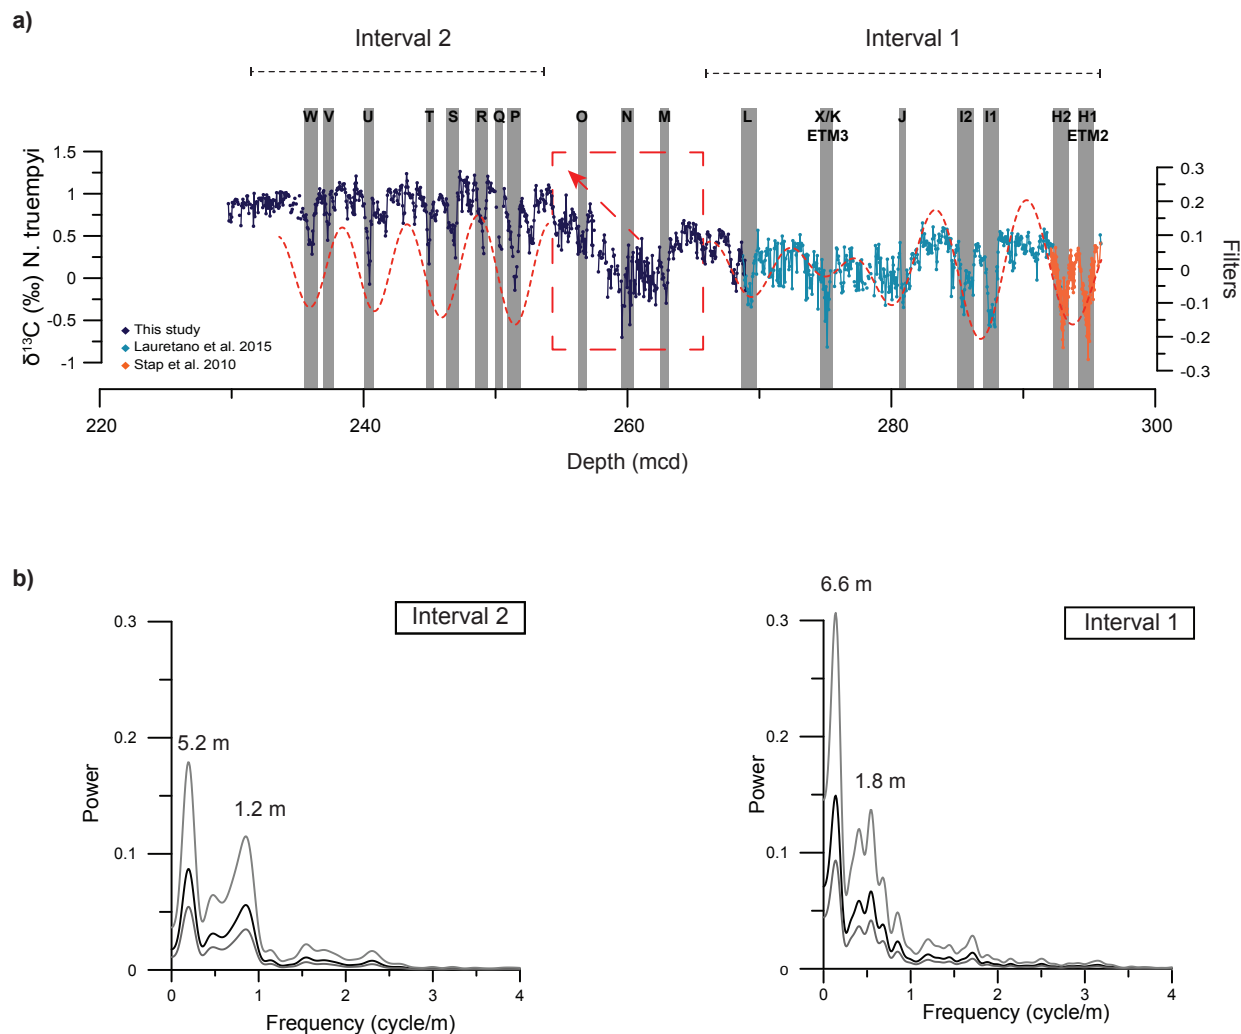 a)
Interval 2
Interval 1
W V U T S R Q P O N M L X/K J I2 I1 H2 H1
ETM3 ETM2
1.5
1
0.5
0
-0.5
-1
δ13C (‰) N. truempyi
0.3
0.2
0.1
0
-0.1
-0.2
-0.3
Filters
This study
Lauretano et al. 2015
Stap et al. 2010
220 240 260 280 300
Depth (mcd)
b)
Interval 2
5.2 m
1.2 m
0.3
0.2
0.1
0
Power
0 1 2 3 4
Frequency (cycle/m)
Interval 1
6.6 m
1.8 m
0.3
0.2
0.1
0
Power
0 1 2 3 4
Frequency (cycle/m)